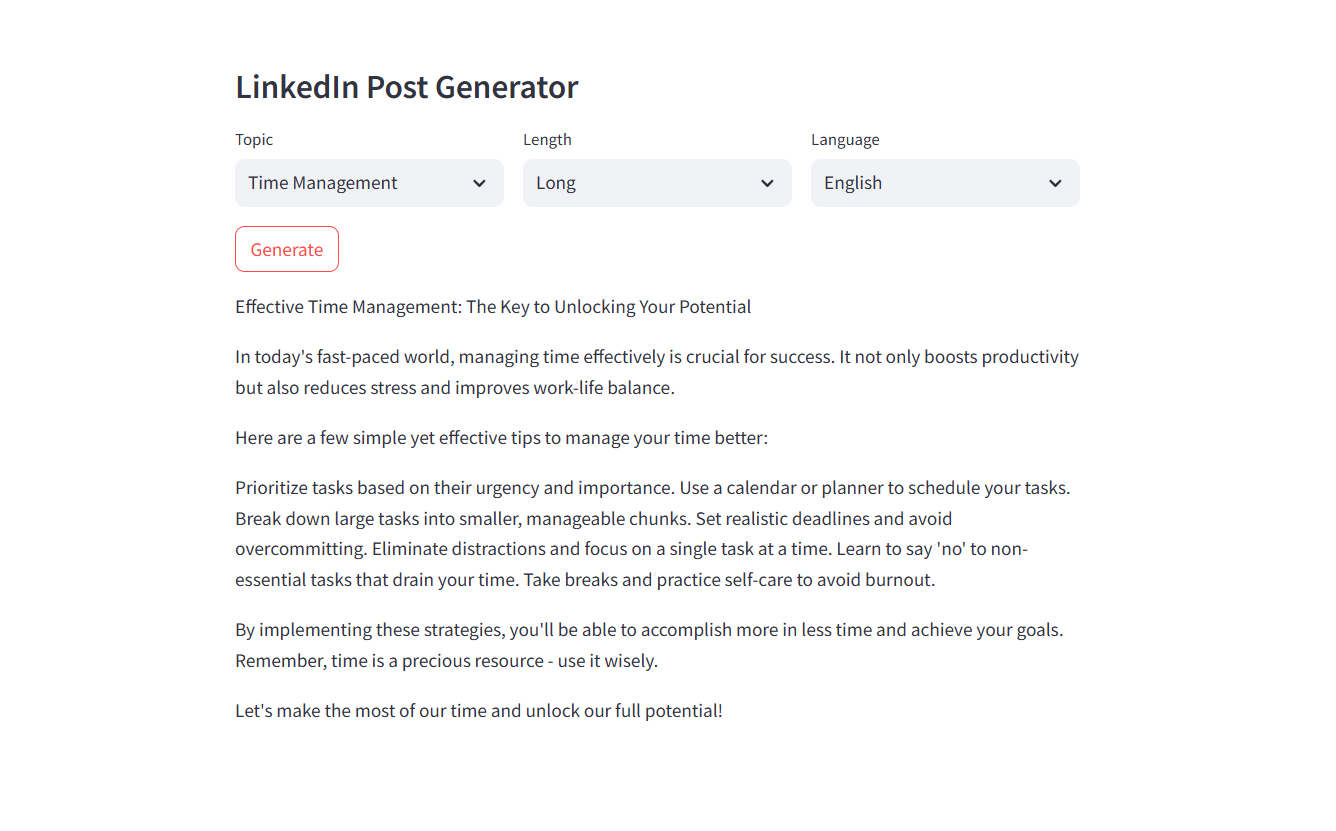 LinkedIn Post Generator
Topic
Length
Language
Time Management
Long
English
Generate
Effective Time Management: The Key to Unlocking Your Potential
In today's fast-paced world, managing time effectively is crucial for success. It not only boosts productivity
but also reduces stress and improves work-life balance.
Here are a few simple yet effective tips to manage your time better:
Prioritize tasks based on their urgency and importance. Use a calendar or planner to schedule your tasks.
Break down large tasks into smaller, manageable chunks. Set realistic deadlines and avoid
overcommitting. Eliminate distractions and focus on a single task at a time. Learn to say 'no' to non-
essential tasks that drain your time. Take breaks and practice self-care to avoid burnout.
By implementing these strategies, you'll be able to accomplish more in less time and achieve your goals.
Remember, time is a precious resource - use it wisely.
Let's make the most of our time and unlock our full potential!